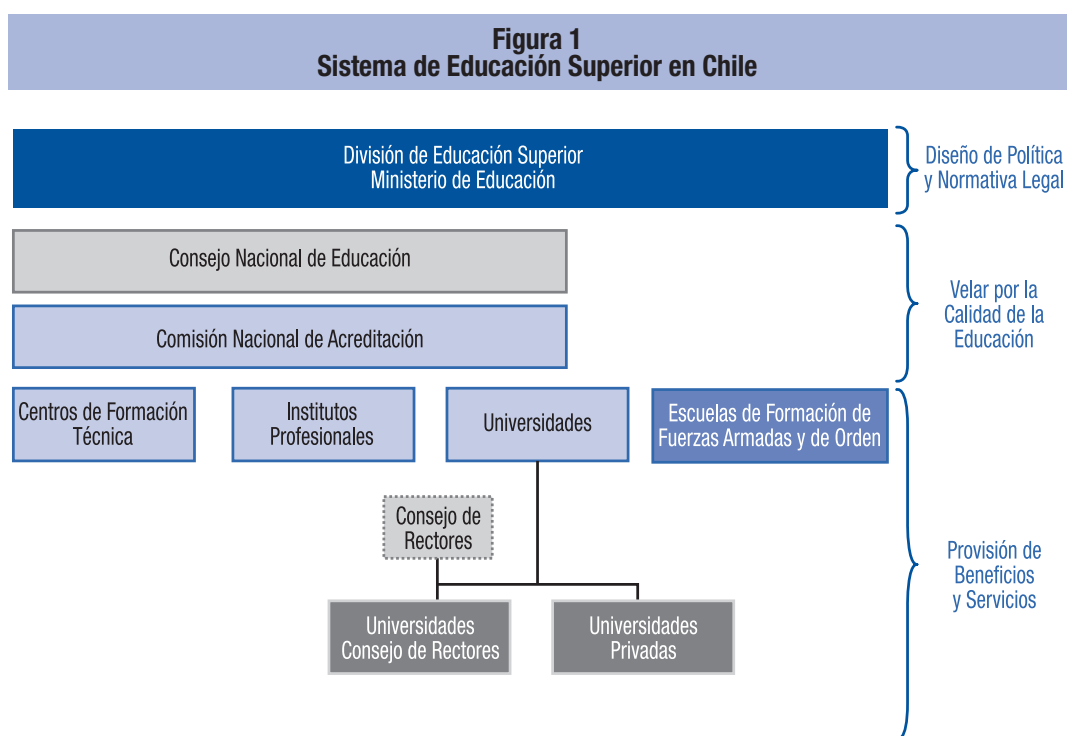 Figura 1
Sistema de Educación Superior en Chile
División de Educación Superior
Ministerio de Educación
Diseño de Política
y Normativa Legal
Consejo Nacional de Educación
Comisión Nacional de Acreditación
Velar por la
Calidad de la
Educación
Centros de Formación
Técnica
Institutos
Profesionales
Universidades
Escuelas de Formación de
Fuerzas Armadas y de Orden
Consejo de
Rectores
Universidades
Consejo de Rectores
Universidades
Privadas
Provisión de
Beneficios
y Servicios